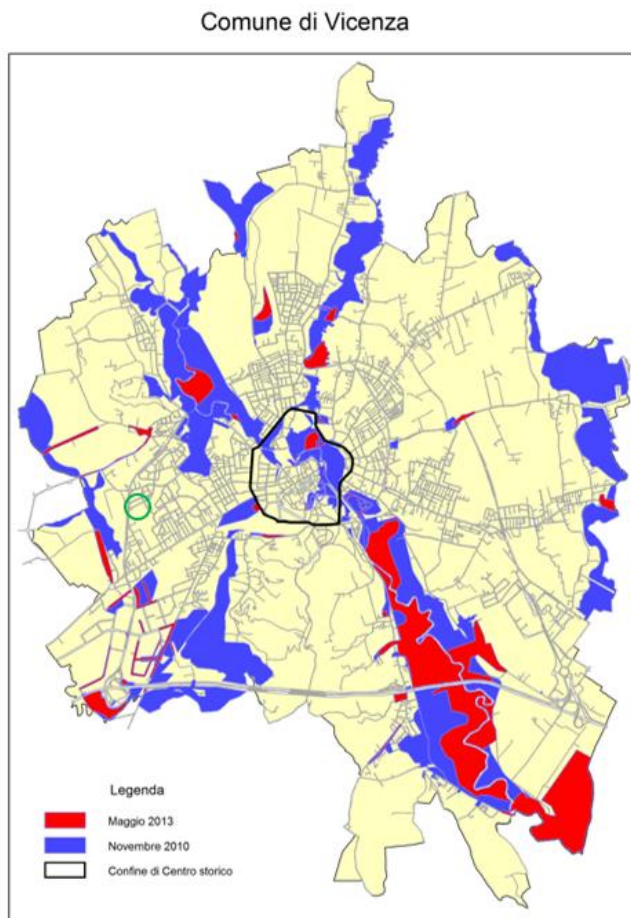 Comune di Vicenza
Legenda
Maggio 2013
Novembre 2010
Confine di Centro storico